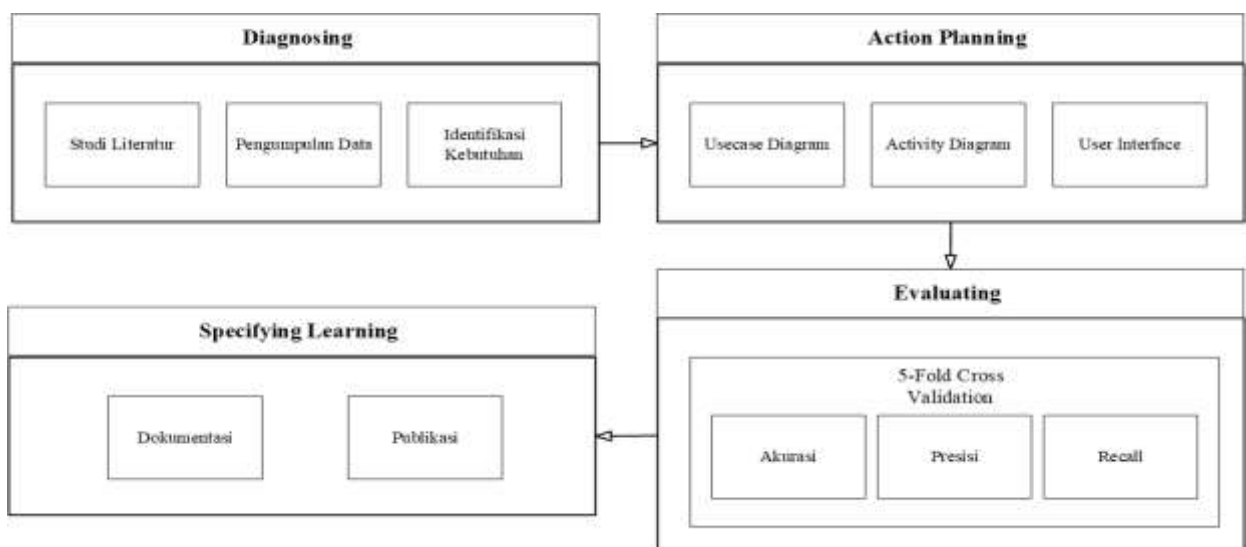 Diagnosing
Studi Literatur
Pengumpulan Data
Identifikasi
Kebutuhan
Action Planning
Usecase Diagram
Activity Diagram
User Interface
Evaluating
5-Fold Cross
Validation
Akurasi
Presisi
Recall
Specifying Learning
Dokumentasi
Publikasi